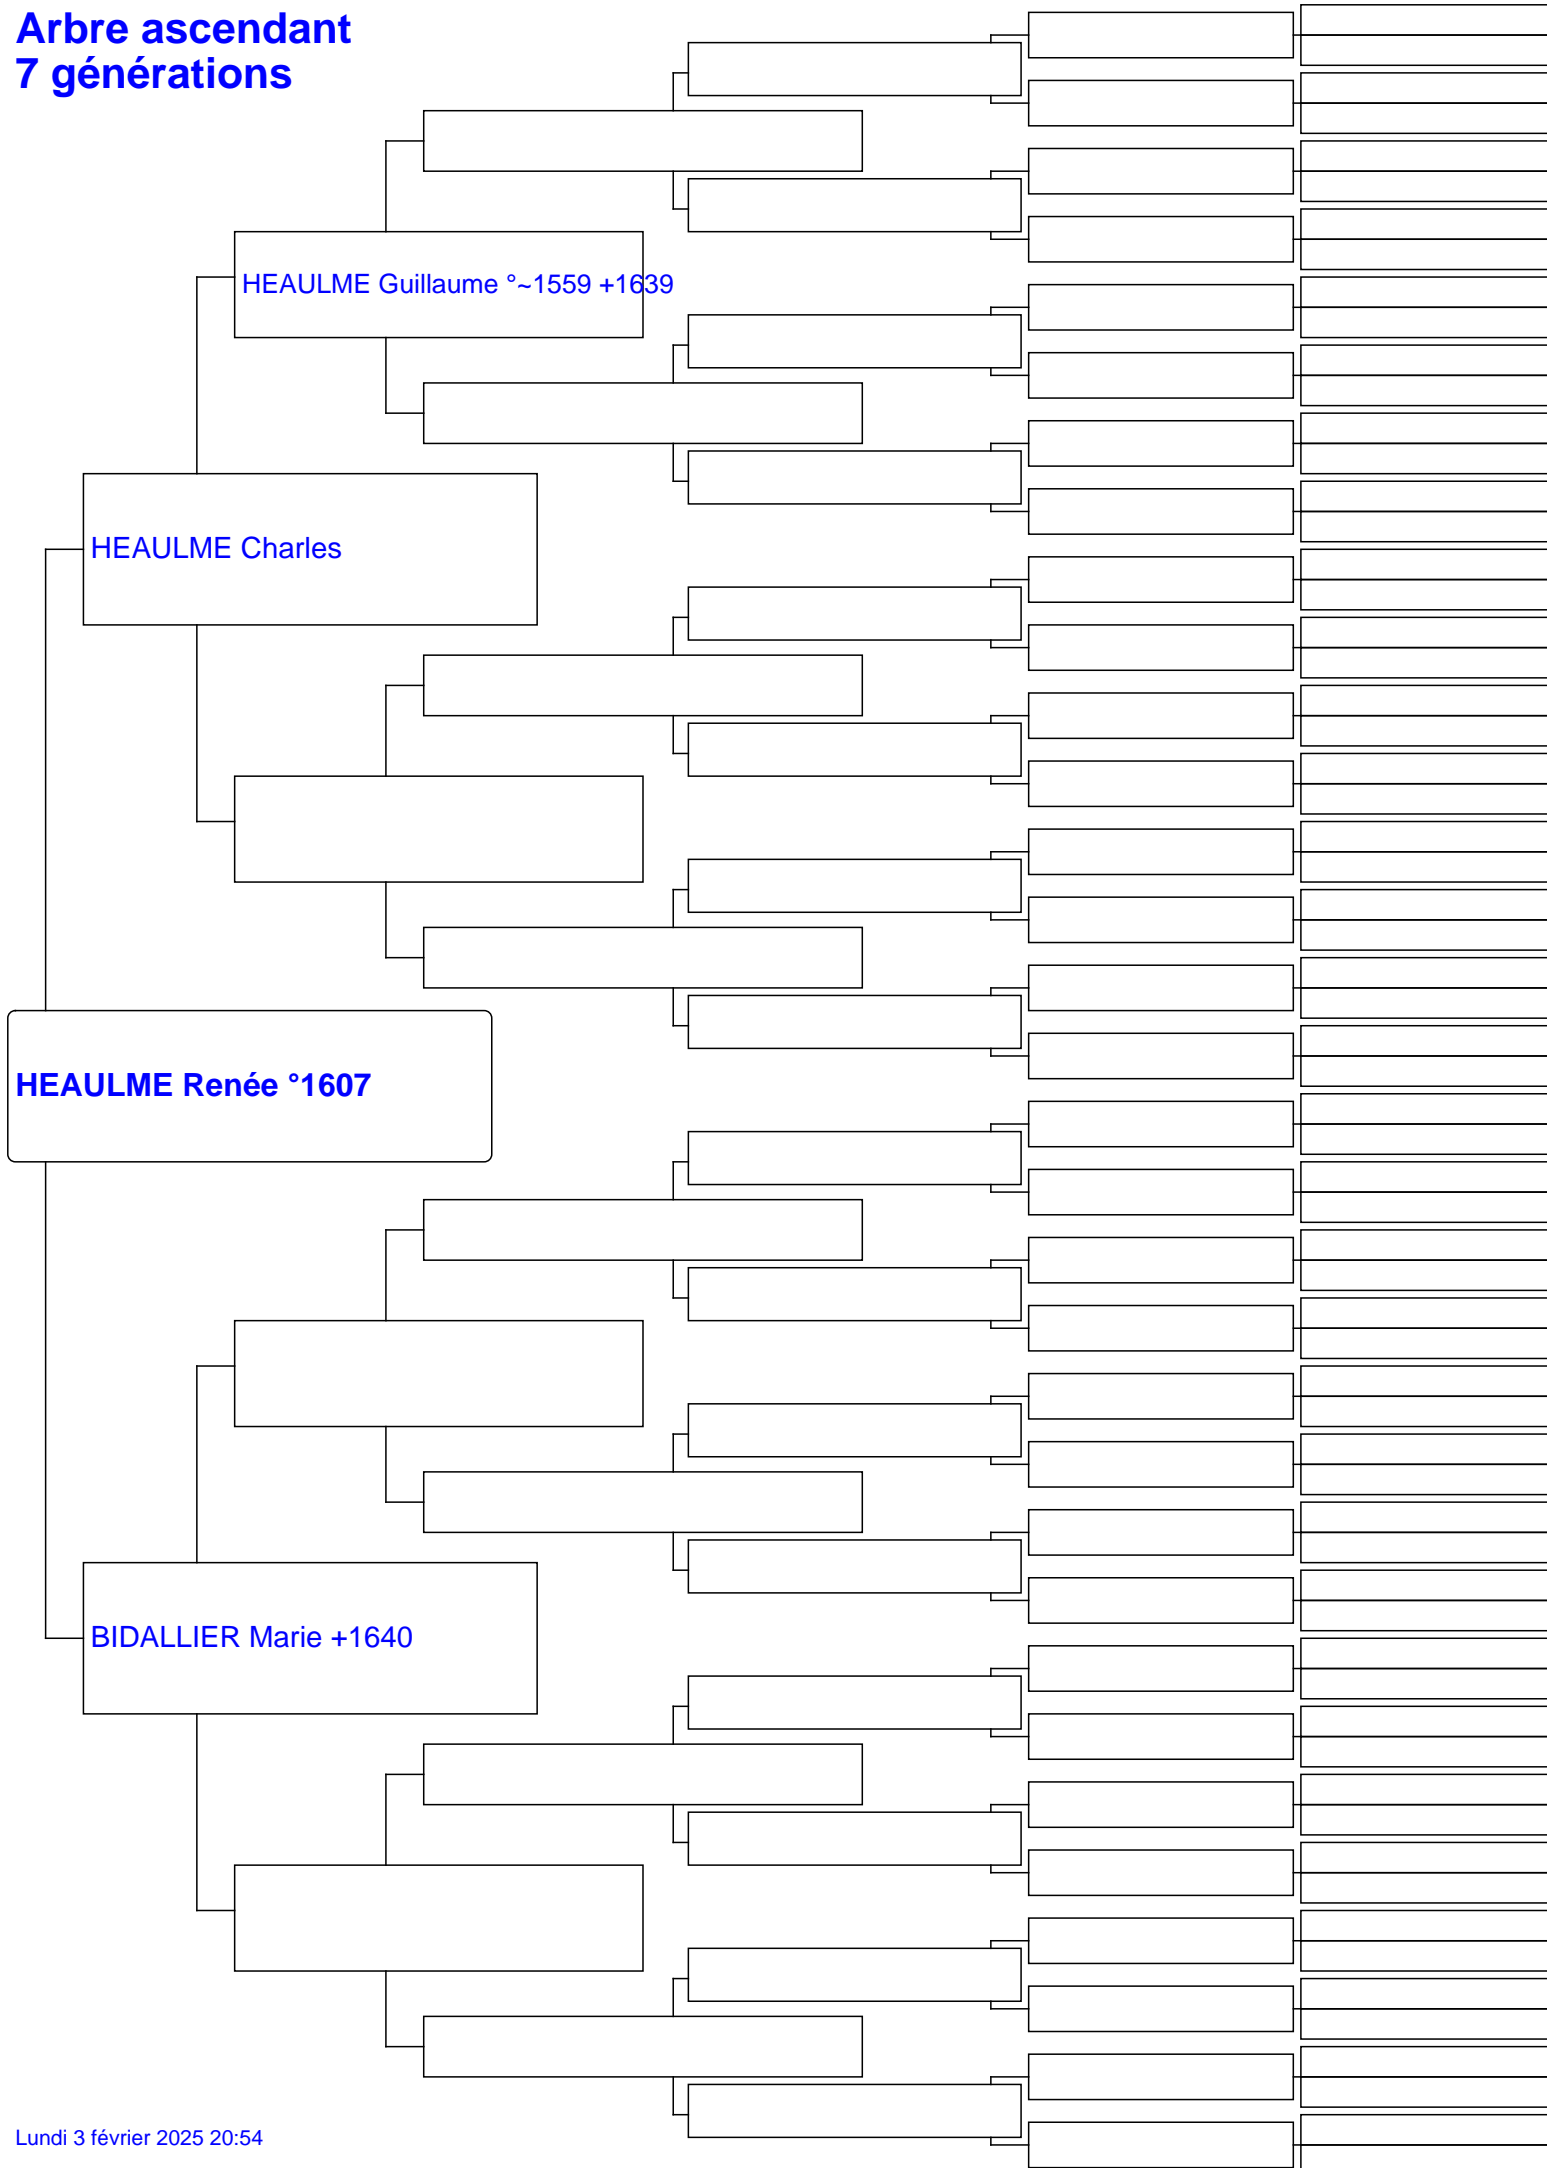 Arbre ascendant
7 générations
HEAULME Guillaume °~1559 +1639
HEAULME Charles
HEAULME Renée °1607
BIDALLIER Marie +1640
Lundi 3 février 2025 20:54